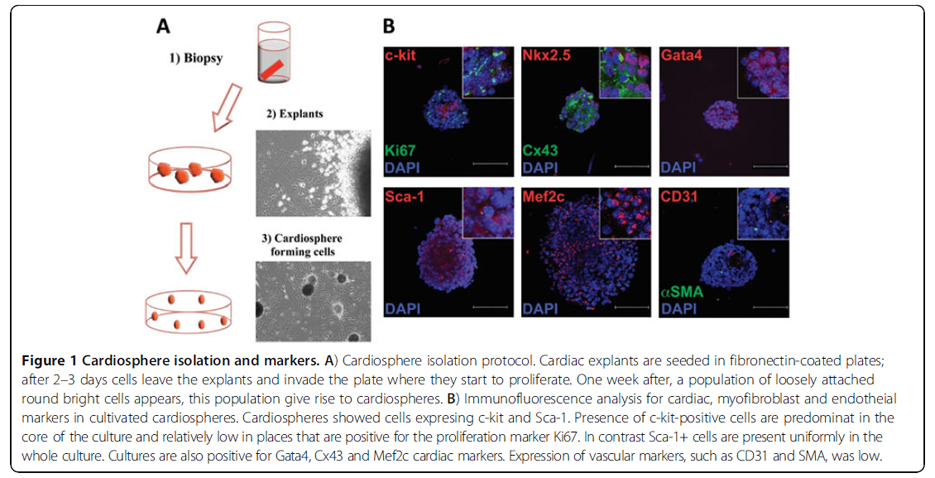 A
1) Biopsy
2) Explants
3) Cardiosphere
forming cells
B
c-kit
Ki67
DAPI
Nkx2.5
Cx43
DAPI
Gata4
DAPI
Sca-1
DAPI
Mef2c
DAPI
CD31
αSMA
DAPI
Figure 1 Cardiosphere isolation and markers. A) Cardiosphere isolation protocol. Cardiac explants are seeded in fibronectin-coated plates;
after 2–3 days cells leave the explants and invade the plate where they start to proliferate. One week after, a population of loosely attached
round bright cells appears, this population give rise to cardiospheres. B) Immunofluorescence analysis for cardiac, myofibroblast and endotheial
markers in cultivated cardiospheres. Cardiospheres showed cells expresing c-kit and Sca-1. Presence of c-kit-positive cells are predominat in the
core of the culture and relatively low in places that are positive for the proliferation marker Ki67. In contrast Sca-1+ cells are present uniformly in the
whole culture. Cultures are also positive for Gata4, Cx43 and Mef2c cardiac markers. Expression of vascular markers, such as CD31 and SMA, was low.